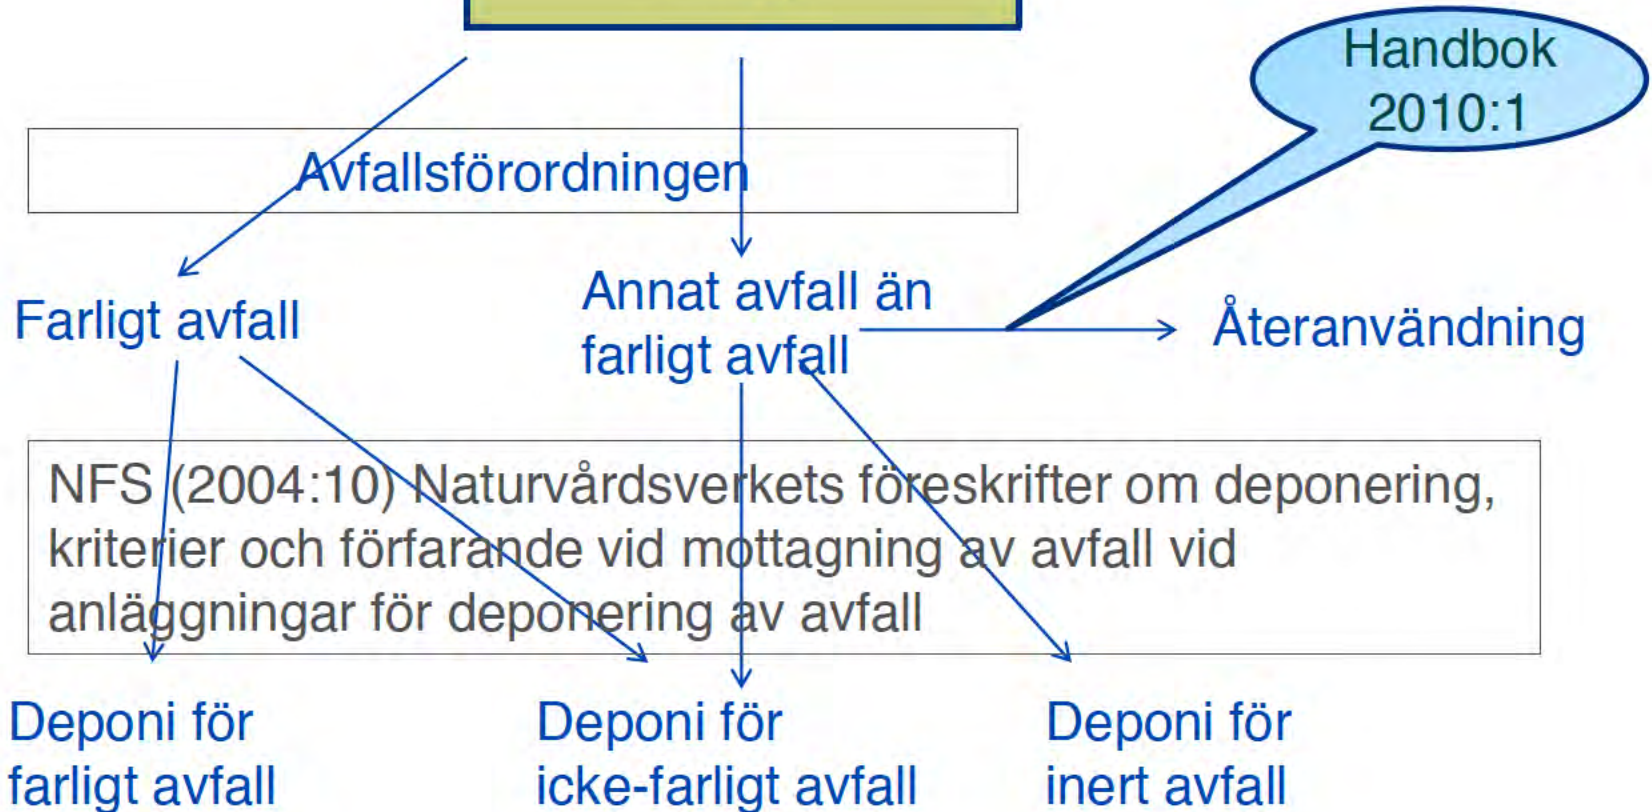 Handbok
2010:1
Avfallsförordningen
Farligt avfall
Annat avfall än
farligt avfall
Återanvändning
NFS (2004:10) Naturvårdsverkets föreskrifter om deponering,
kriterier och förfarande vid mottagning av avfall vid
anläggningar för deponering av avfall
Deponi för
farligt avfall
Deponi för
icke-farligt avfall
Deponi för
inert avfall